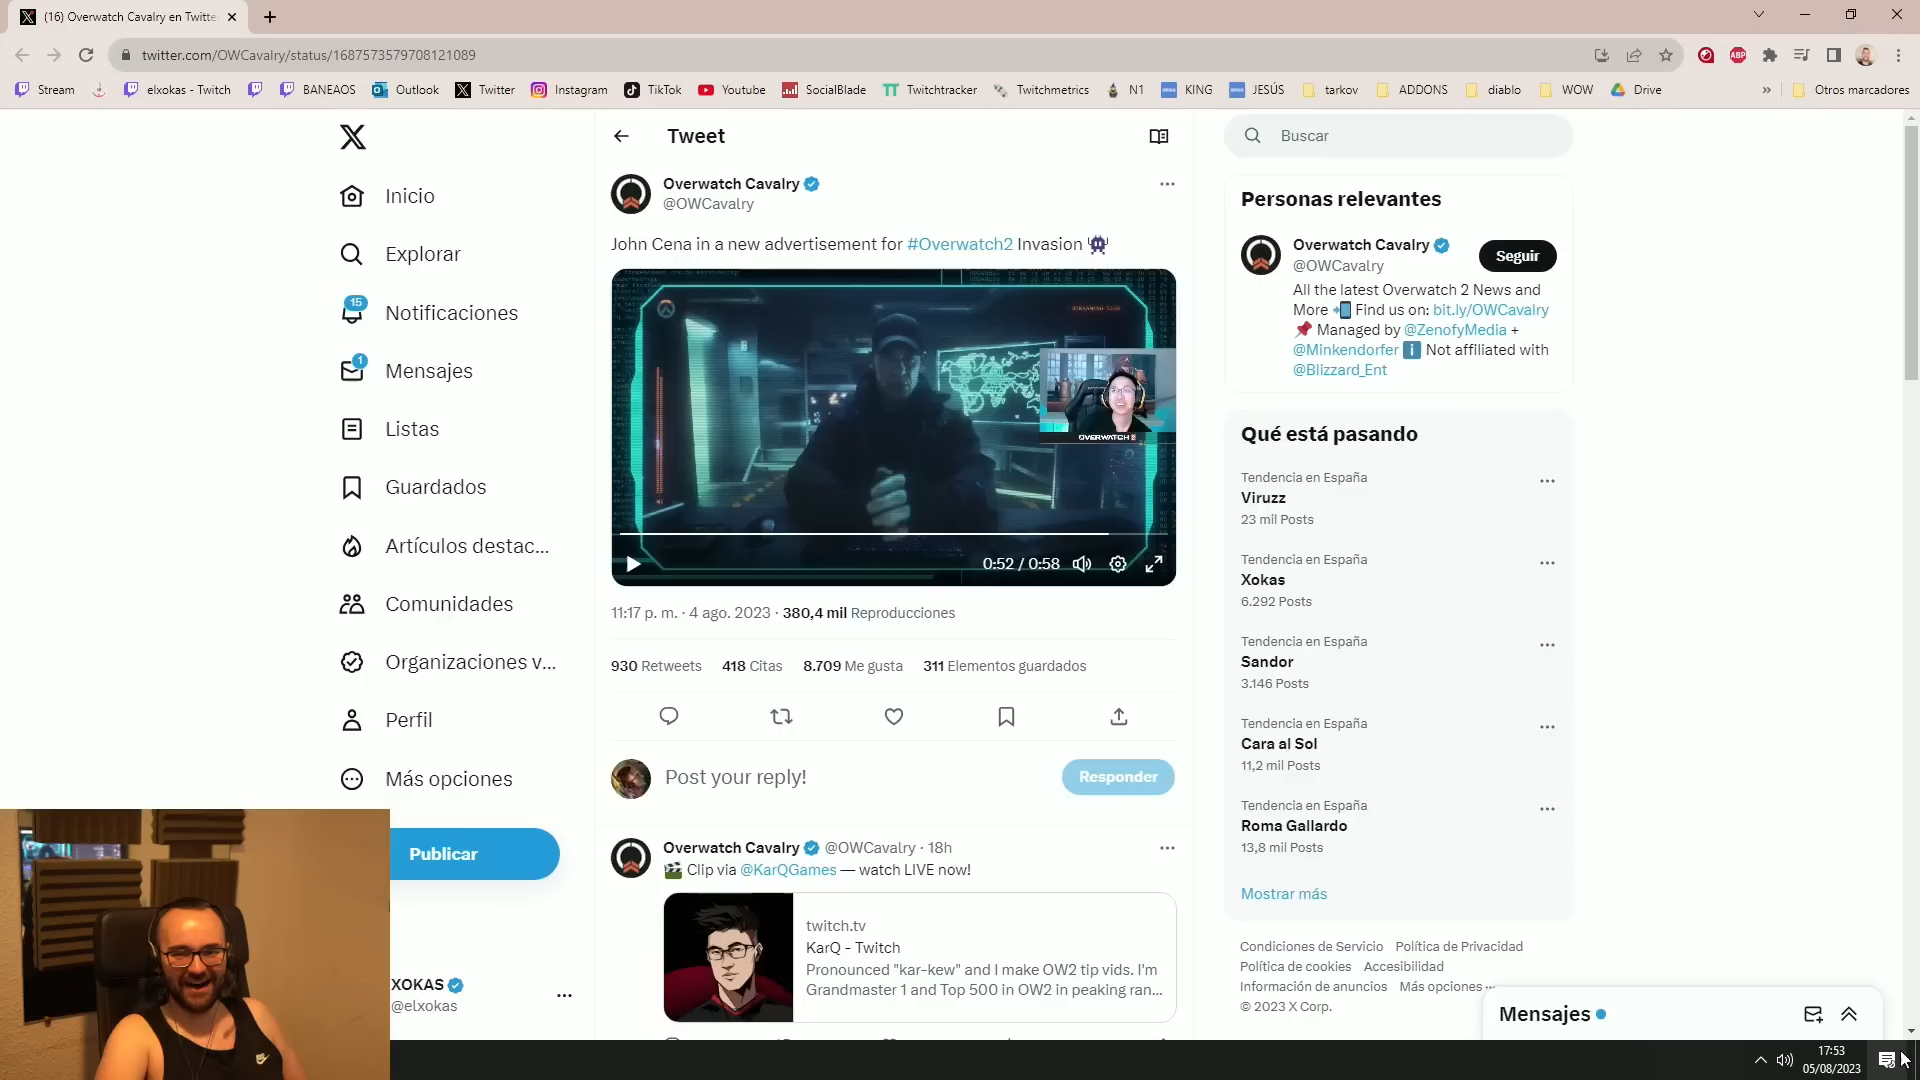 (16) Overwatch Cavalry en Twitte
twitter.com/OWCavalry/status/1687573579708121089
ABP
Stream
elxokas - Twitch
BANEAOS
Outlook
Twitter
Instagram
TikTok
Youtube
SocialBlade
Twitchtracker
Twitchmetrics
N1
KING
JESÚS
tarkov
ADDONS
diablo
WOW
Drive
»
Otros marcadores
Inicio
Explorar
15
Notificaciones
1
Mensajes
Listas
Guardados
Artículos destac...
Comunidades
Organizaciones v...
Perfil
Más opciones
Publicar
XOKAS
@elxokas
Tweet
Overwatch Cavalry
@OWCavalry
John Cena in a new advertisement for #Overwatch2 Invasion
OVERWATCH 2
0:52 / 0:58
11:17 p. m. · 4 ago. 2023 · 380,4 mil Reproducciones
930 Retweets 418 Citas 8.709 Me gusta 311 Elementos guardados
Post your reply!
Responder
Overwatch Cavalry @OWCavalry · 18h
Clip via @KarQGames — watch LIVE now!
twitch.tv
KarQ - Twitch
Pronounced "kar-kew" and I make OW2 tip vids. I'm
Grandmaster 1 and Top 500 in OW2 in peaking ran...
Buscar
Personas relevantes
Overwatch Cavalry
@OWCavalry
Seguir
All the latest Overwatch 2 News and
More Find us on: bit.ly/OWCavalry
Managed by @ZenofyMedia +
@Minkendorfer Not affiliated with
@Blizzard_Ent
Qué está pasando
Tendencia en España
Viruzz
23 mil Posts
Tendencia en España
Xokas
6.292 Posts
Tendencia en España
Sandor
3.146 Posts
Tendencia en España
Cara al Sol
11,2 mil Posts
Tendencia en España
Roma Gallardo
13,8 mil Posts
Mostrar más
Condiciones de Servicio Política de Privacidad
Política de cookies Accesibilidad
Información de anuncios Más opciones ...
© 2023 X Corp.
Mensajes
17:53
05/08/2023